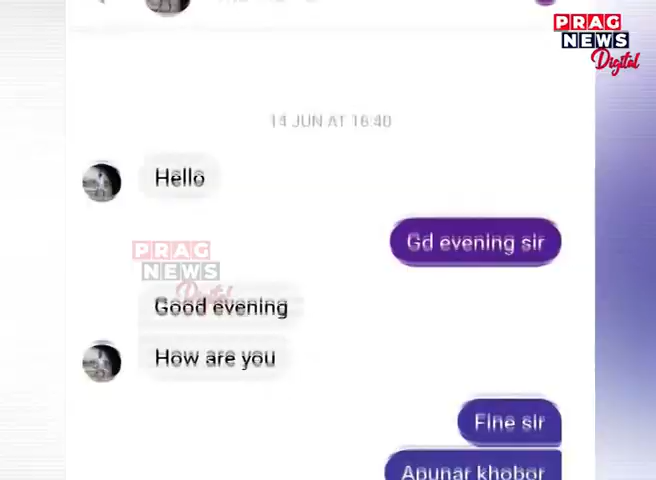 PRAG
NEWS
Digital
14 JUN AT 16:40
Hello
Gd evening sir
PRAG
NEWS
Digital
Good evening
How are you
Fine sir
Apunar khobor